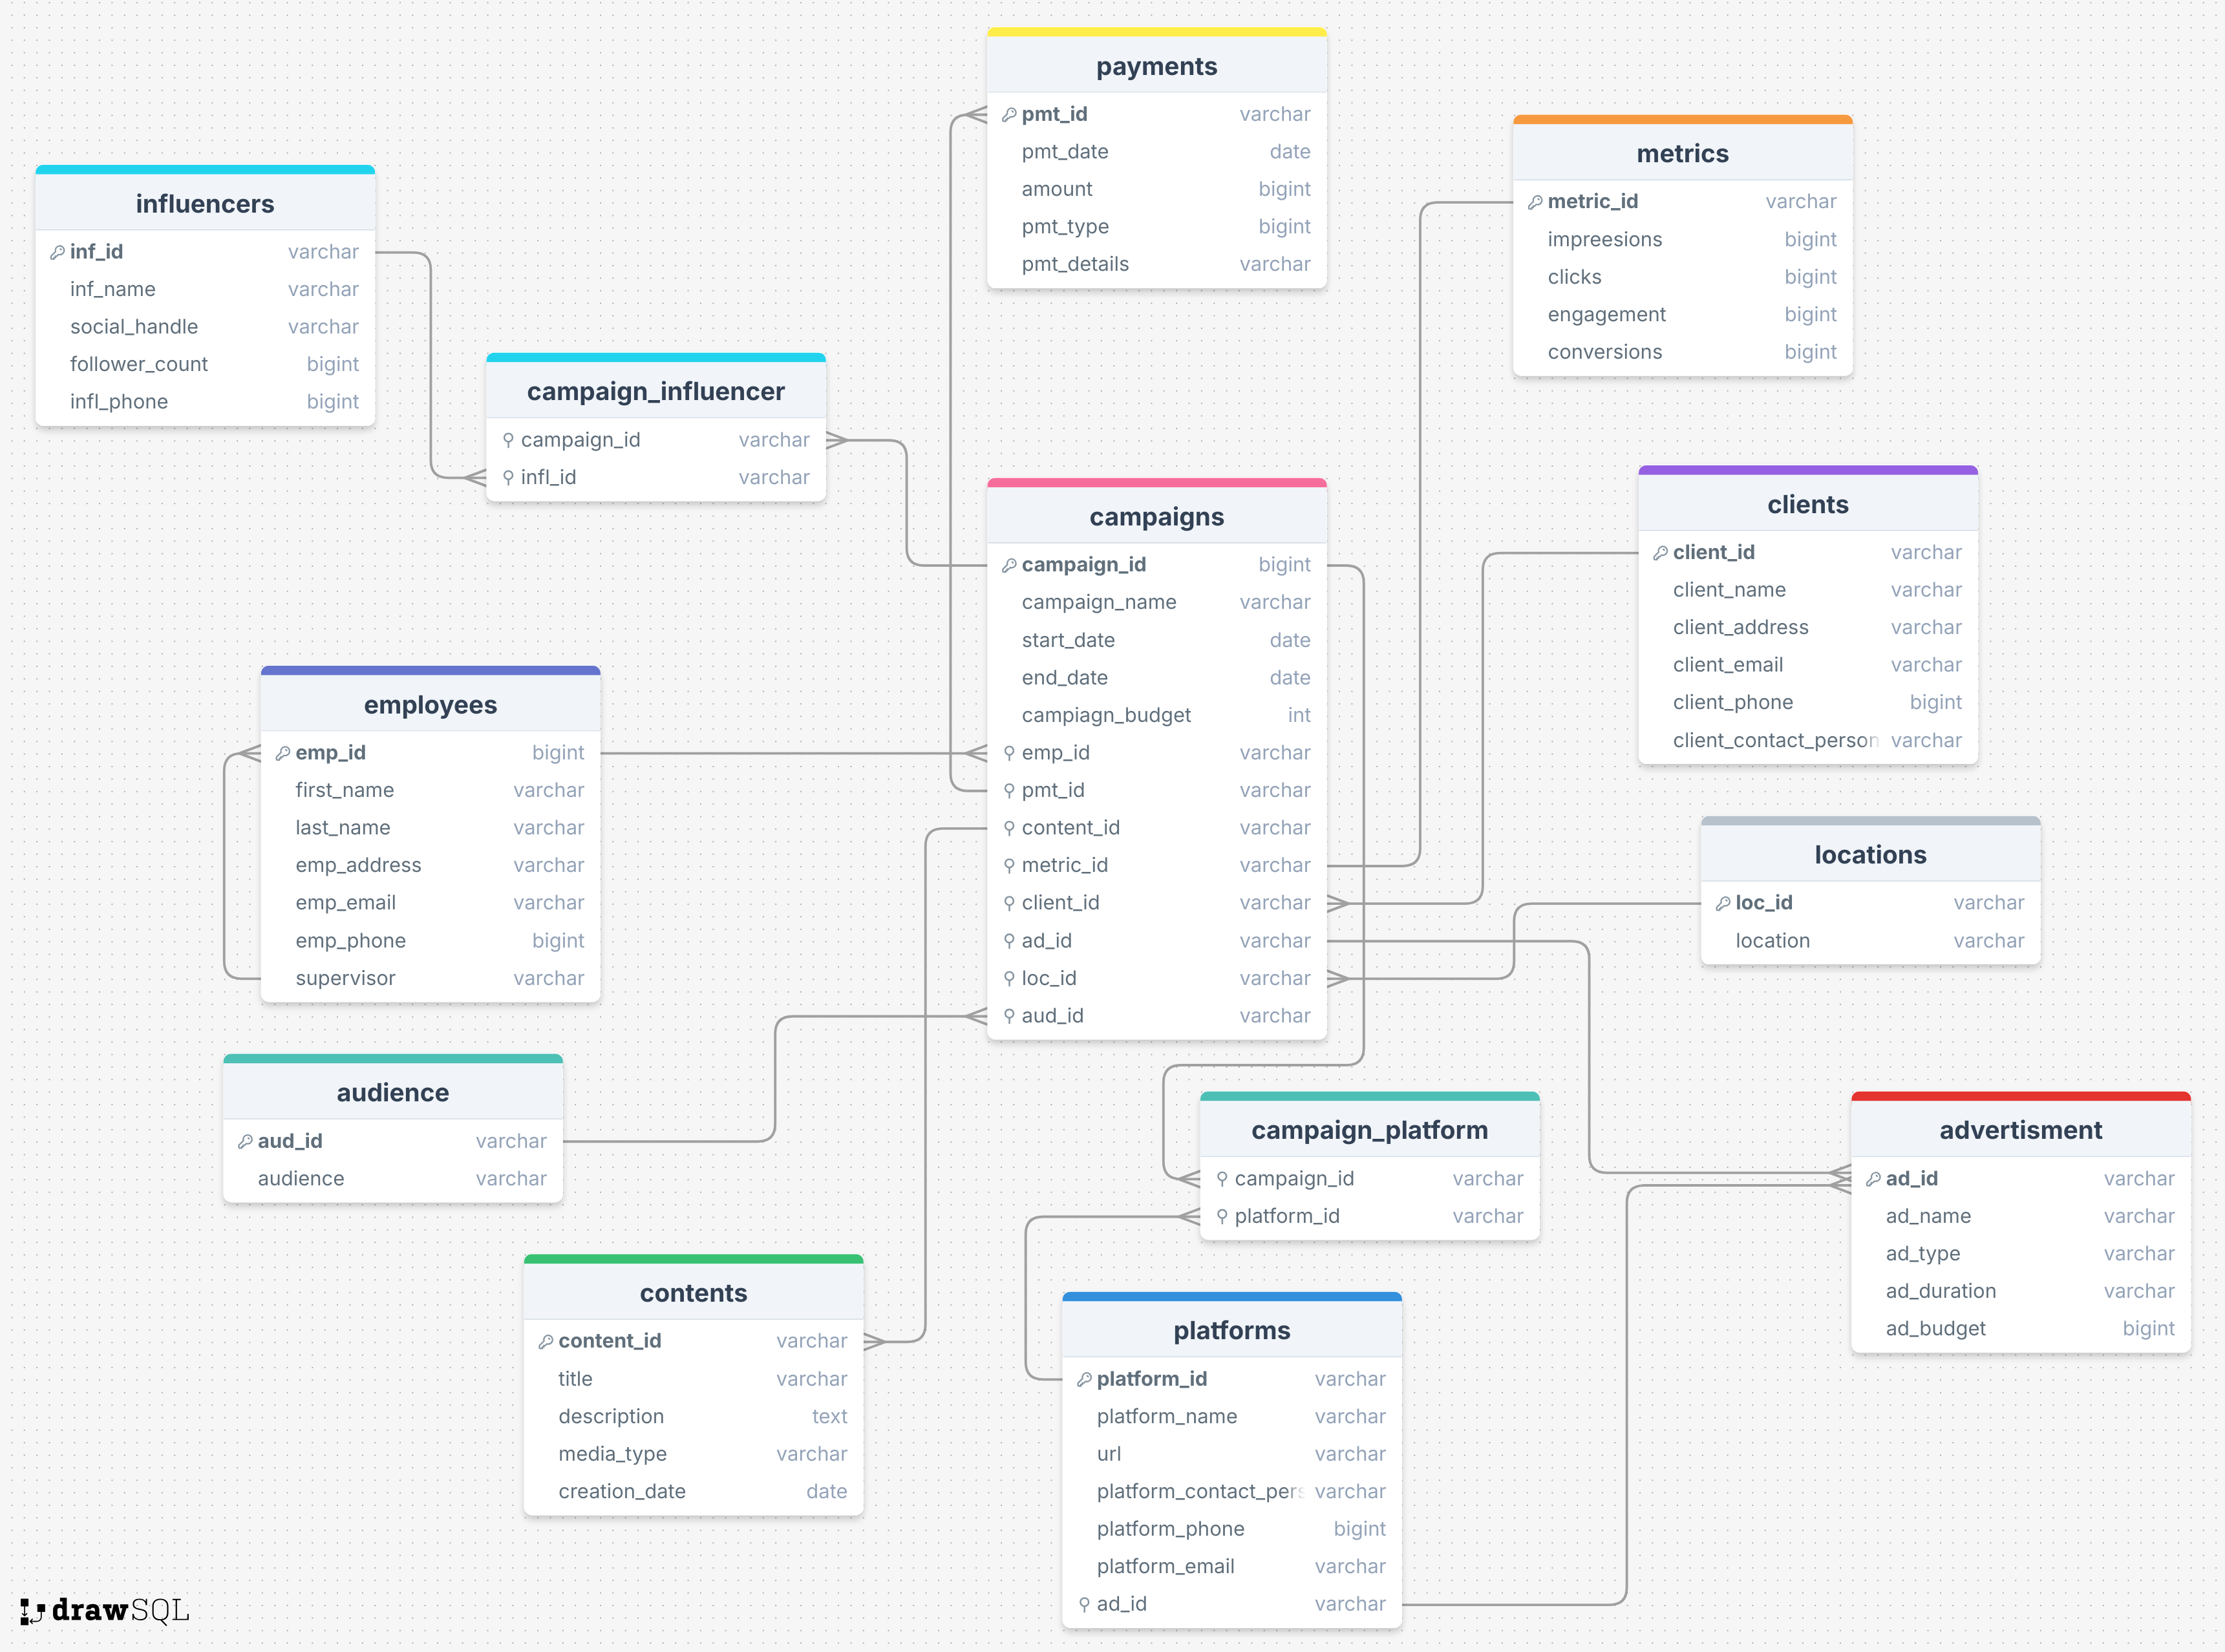 payments
pmt_id varchar
pmt_date date
amount bigint
pmt_type bigint
pmt_details varchar
metrics
metric_id varchar
impreesions bigint
clicks bigint
engagement bigint
conversions bigint
influencers
inf_id varchar
inf_name varchar
social_handle varchar
follower_count bigint
infl_phone bigint
campaign_influencer
campaign_id varchar
infl_id varchar
campaigns
campaign_id bigint
campaign_name varchar
start_date date
end_date date
campiagn_budget int
emp_id varchar
pmt_id varchar
content_id varchar
metric_id varchar
client_id varchar
ad_id varchar
loc_id varchar
aud_id varchar
clients
client_id varchar
client_name varchar
client_address varchar
client_email varchar
client_phone bigint
client_contact_person varchar
employees
emp_id bigint
first_name varchar
last_name varchar
emp_address varchar
emp_email varchar
emp_phone bigint
supervisor varchar
locations
loc_id varchar
location varchar
audience
aud_id varchar
audience varchar
campaign_platform
campaign_id varchar
platform_id varchar
advertisment
ad_id varchar
ad_name varchar
ad_type varchar
ad_duration varchar
ad_budget bigint
contents
content_id varchar
title varchar
description text
media_type varchar
creation_date date
platforms
platform_id varchar
platform_name varchar
url varchar
platform_contact_pers varchar
platform_phone bigint
platform_email varchar
ad_id varchar
drawSQL